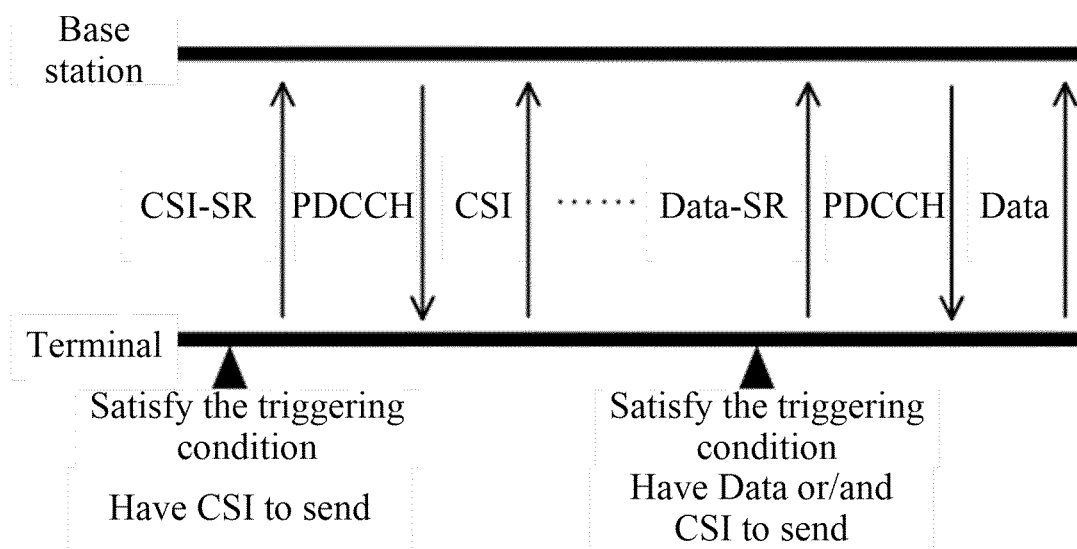 Base
station
CSI-SR
PDCCH
CSI
......
Data-SR
PDCCH
Data
Terminal
Satisfy the triggering
condition
Have CSI to send
Satisfy the triggering
condition
Have Data or/and
CSI to send